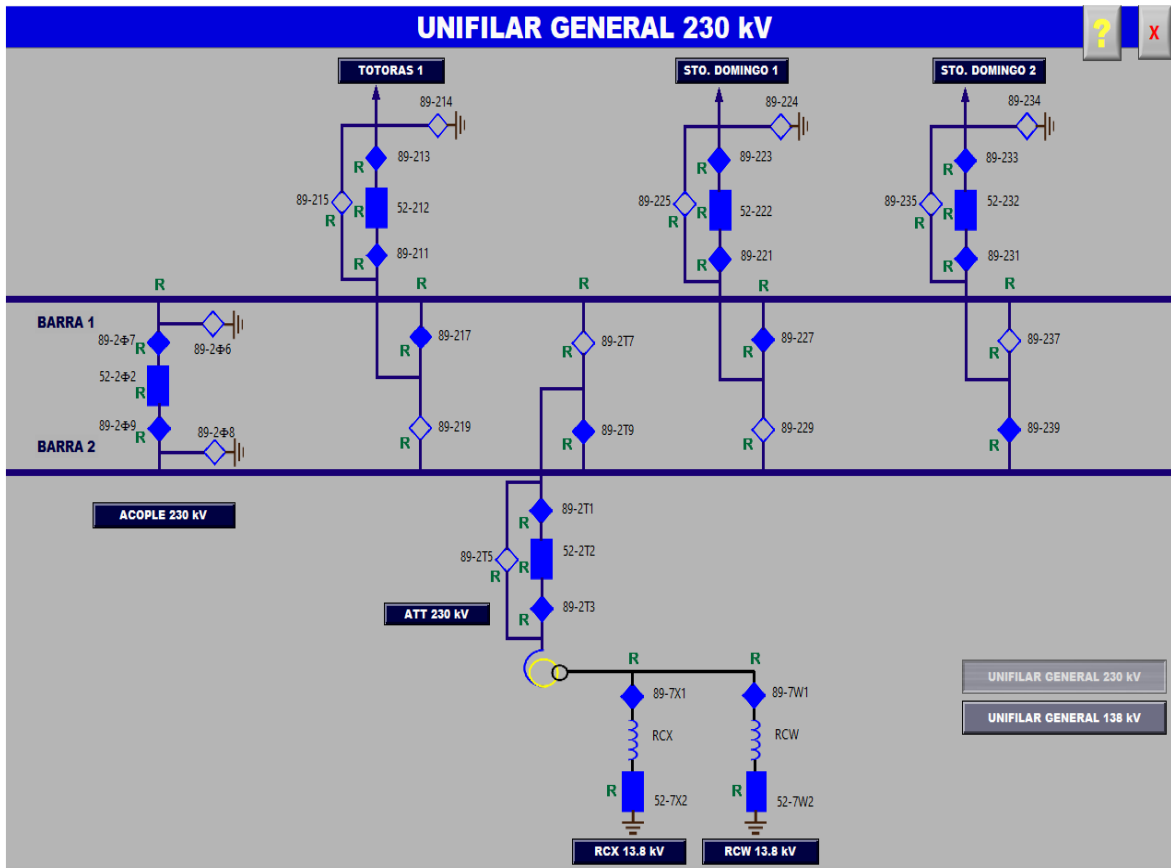 UNIFILAR GENERAL 230 kV
?
X
TOTORAS 1
STO. DOMINGO 1
STO. DOMINGO 2
89-214
89-224
89-234
89-213
R
89-223
R
89-233
R
89-215
R
R
52-212
89-225
R
R
52-222
89-235
R
R
52-232
89-211
R
89-221
R
89-231
R
R
R
R
R
R
BARRA 1
89-2Φ7
R
89-2Φ6
89-217
R
89-2T7
R
89-227
R
89-237
R
52-2Φ2
R
89-2Φ9
R
89-2Φ8
89-219
R
89-2T9
R
89-229
R
89-239
R
BARRA 2
ACOPLE 230 kV
89-2T1
R
89-2T5
R
R
52-2T2
89-2T3
R
ATT 230 kV
R
R
89-7X1
R
89-7W1
R
RCX
RCW
R
52-7X2
R
52-7W2
RCX 13.8 kV
RCW 13.8 kV
UNIFILAR GENERAL 230 kV
UNIFILAR GENERAL 138 kV